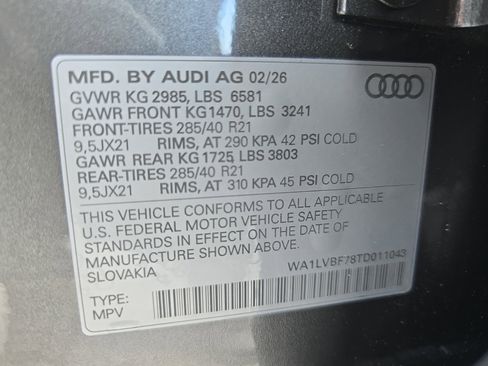 MFD. BY AUDI AG 02/26
GVWR KG 2985, LBS 6581
GAWR FRONT KG1470, LBS 3241
FRONT-TIRES 285/40 R21
9,5JX21 RIMS, AT 290 KPA 42 PSI COLD
GAWR REAR KG 1725, LBS 3803
REAR-TIRES 285/40 R21
9,5JX21 RIMS, AT 310 KPA 45 PSI COLD
THIS VEHICLE CONFORMS TO ALL APPLICABLE
U.S. FEDERAL MOTOR VEHICLE SAFETY
STANDARDS IN EFFECT ON THE DATE OF
MANUFACTURE SHOWN ABOVE.
SLOVAKIA
WA1LVBF78TD011043
TYPE:
MPV